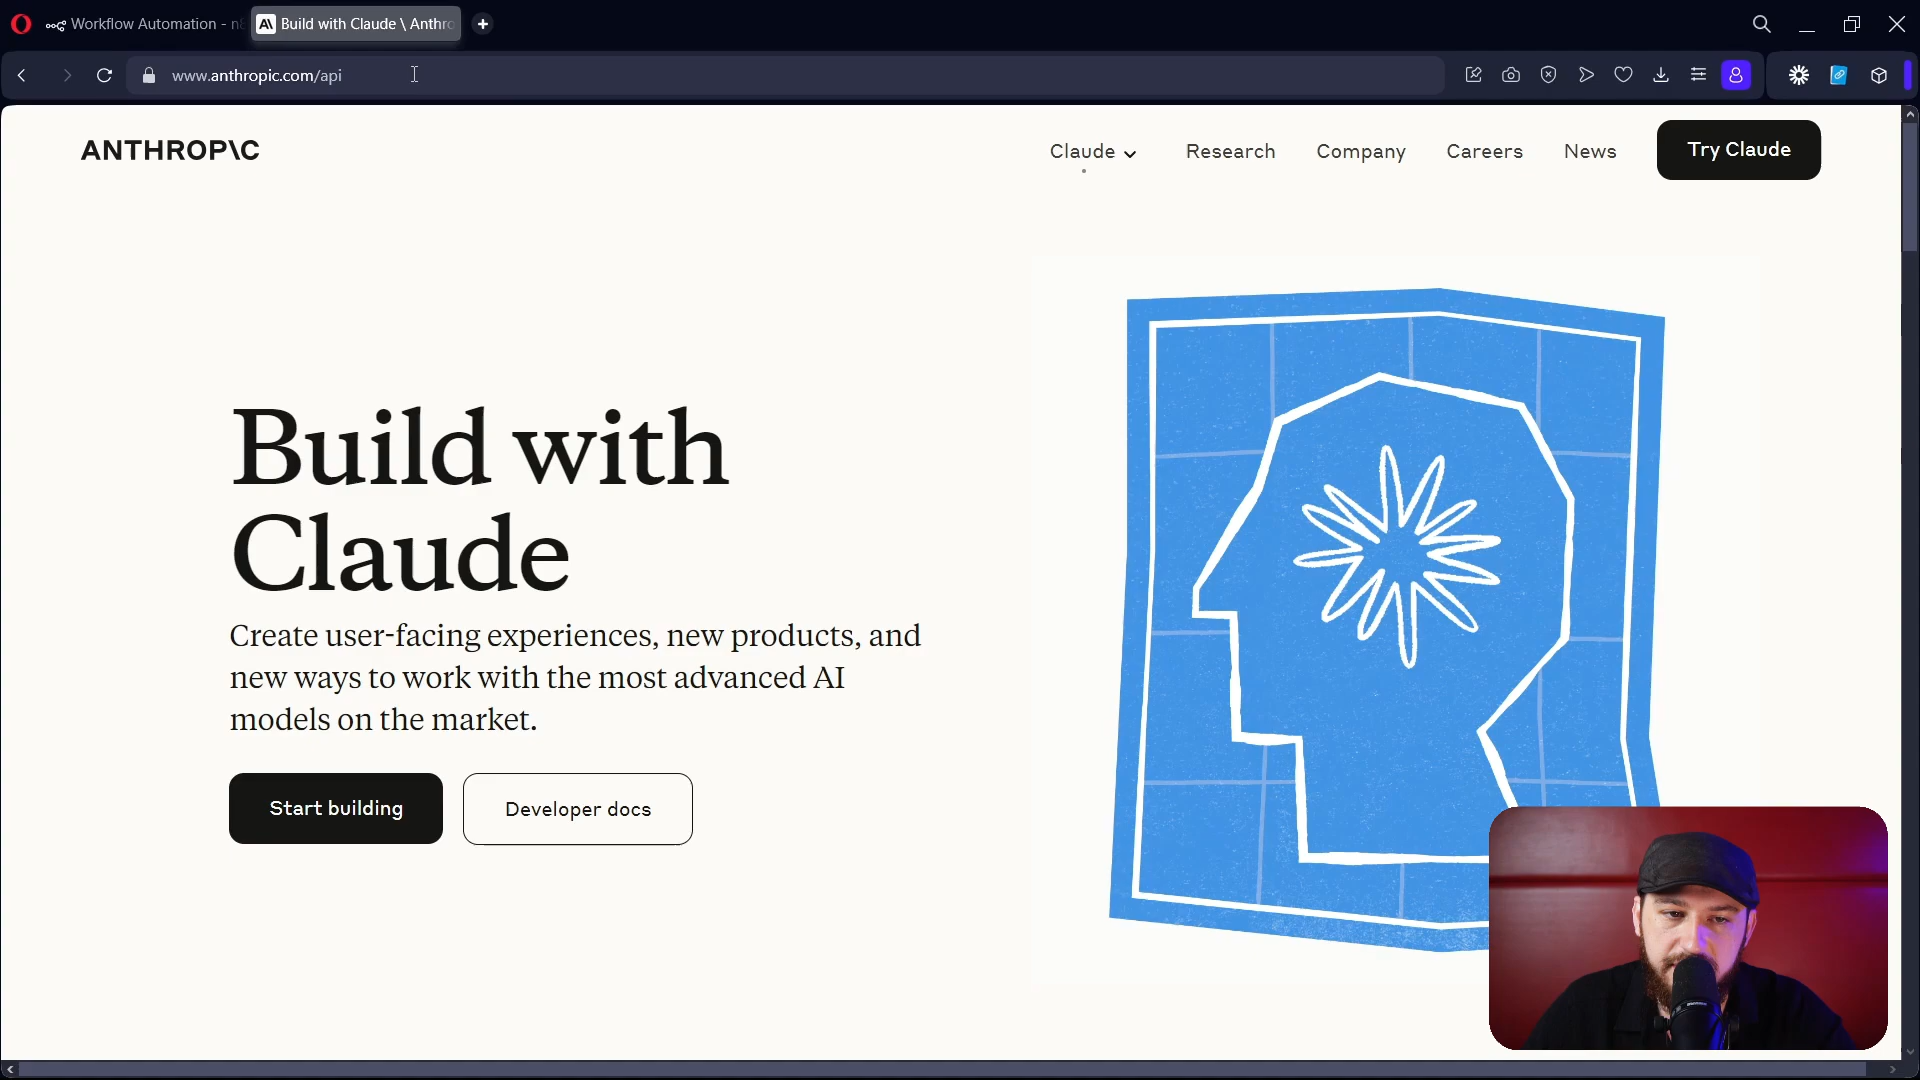 Workflow Automation - n8
Build with Claude \ Anthro
www.anthropic.com/api
ANTHROP\C
Claude
Research
Company
Careers
News
Try Claude
Build with
Claude
Create user-facing experiences, new products, and
new ways to work with the most advanced AI
models on the market.
Start building
Developer docs